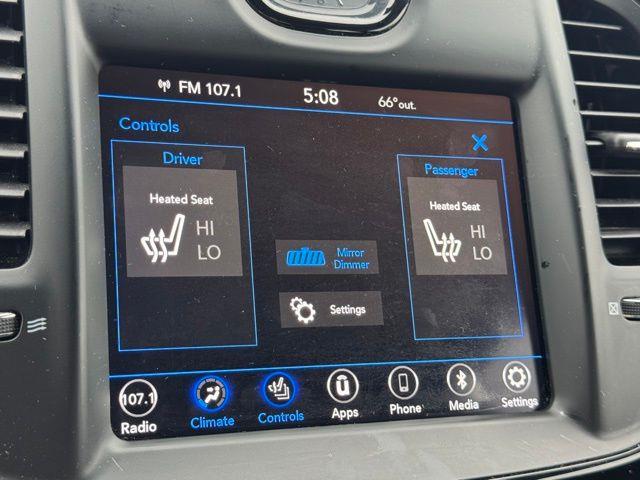 FM 107.1
5:08
66° out.
Controls
Driver
Passenger
Heated Seat
HI
LO
Heated Seat
HI
LO
Mirror
Dimmer
Settings
107.1
Radio
Climate
Controls
Apps
Phone
Media
Settings